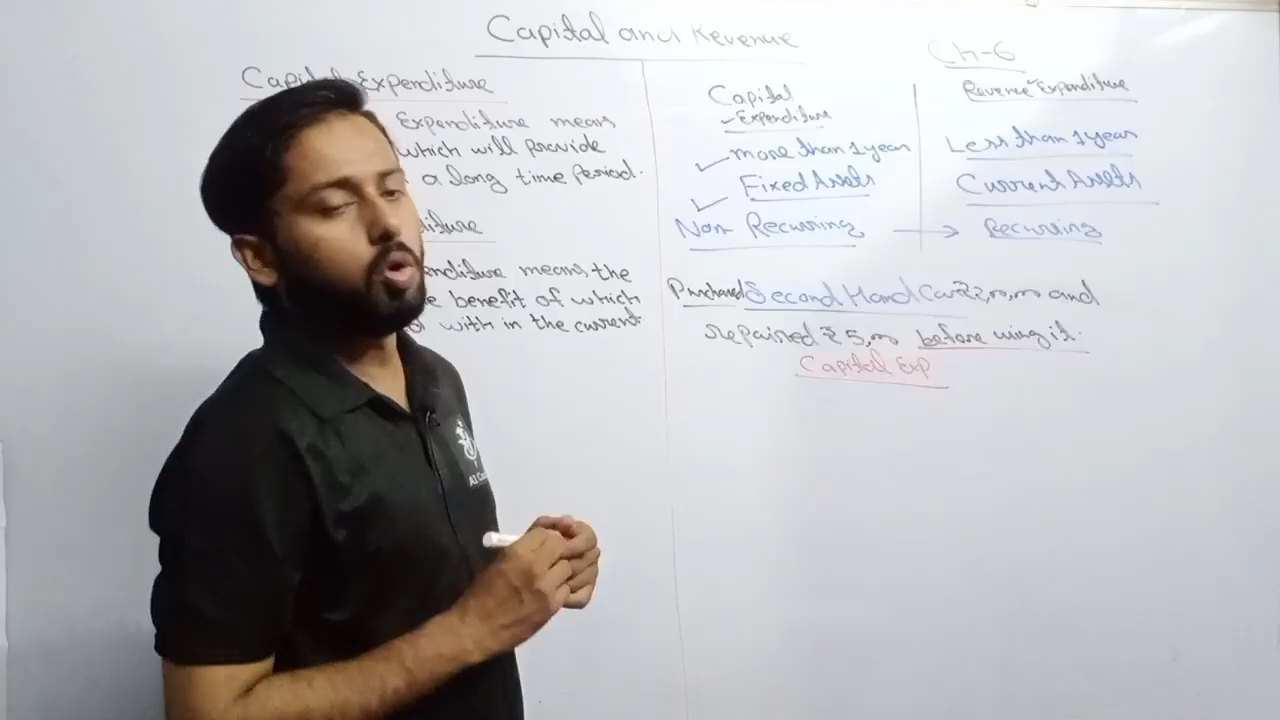 Capital and Revenue
Ch-6
Capital Expenditure
Expenditure means
which will provide
a long time Period.
iture
enditure means the
e benefit of which
with in the current
Capital
Expenditure
more than 1 year
Fixed Assets
Non Recurring
Revenue Expenditure
Less than 1 year
Current Assets
Recurring
Purchased Second Hand Car and
repaired ₹ 5, before using it.
Capital Exp